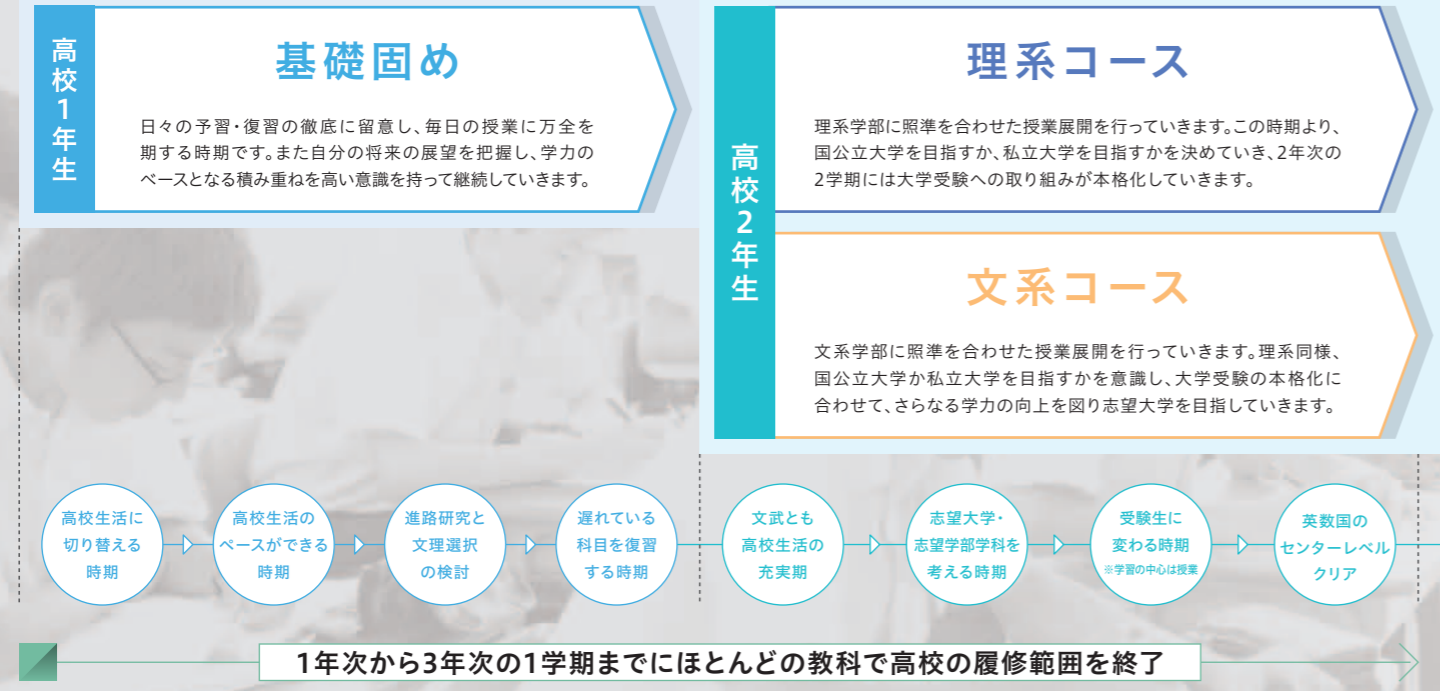 高校1年生
基礎固め
日々の予習・復習の徹底に留意し、毎日の授業に万全を
期する時期です。また自分の将来の展望を把握し、学力の
ベースとなる積み重ねを高い意識を持って継続していきます。
高校2年生
理系コース
理系学部に照準を合わせた授業展開を行っていきます。この時期より、
国公立大学を目指すか、私立大学を目指すかを決めていき、2年次の
2学期には大学受験への取り組みが本格化していきます。
文系コース
文系学部に照準を合わせた授業展開を行っていきます。理系同様、
国公立大学か私立大学を目指すかを意識し、大学受験の本格化に
合わせて、さらなる学力の向上を図り志望大学を目指していきます。
高校生活に
切り替える
時期
高校生活の
ペースができる
時期
進路研究と
文理選択
の検討
遅れている
科目を復習
する時期
文武とも
高校生活の
充実期
志望大学・
志望学部学科を
考える時期
受験生に
変わる時期
※学習の中心は授業
英数国の
センターレベル
クリア
1年次から3年次の1学期までにほとんどの教科で高校の履修範囲を終了